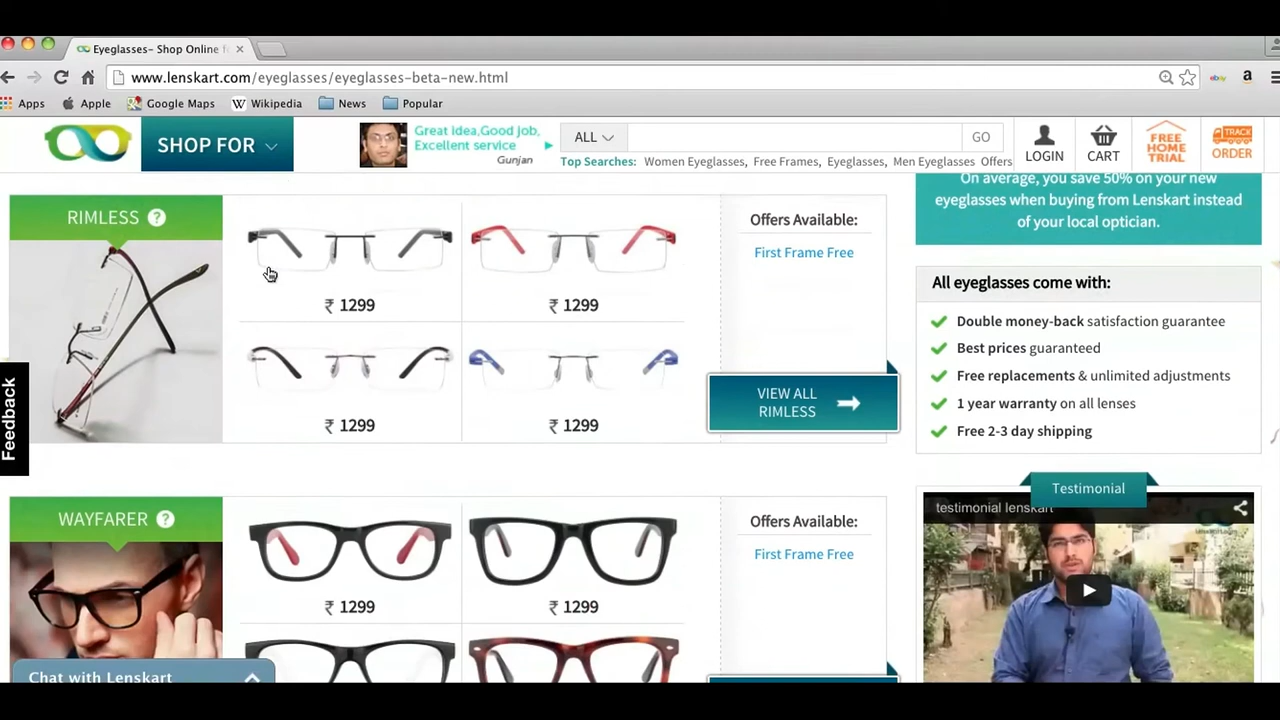 Eyeglasses- Shop Online f
www.lenskart.com/eyeglasses/eyeglasses-beta-new.html
Apps Apple Google Maps Wikipedia News Popular
SHOP FOR
Great Idea,Good job,
Excellent service
Gunjan
ALL
GO
Top Searches: Women Eyeglasses, Free Frames, Eyeglasses, Men Eyeglasses Offers
LOGIN
CART
FREE
HOME
TRIAL
TRACK
ORDER
RIMLESS ?
₹ 1299
₹ 1299
₹ 1299
₹ 1299
Offers Available:
First Frame Free
VIEW ALL
RIMLESS
On average, you save 50% on your new
eyeglasses when buying from Lenskart instead
of your local optician.
All eyeglasses come with:
Double money-back satisfaction guarantee
Best prices guaranteed
Free replacements & unlimited adjustments
1 year warranty on all lenses
Free 2-3 day shipping
Feedback
WAYFARER ?
₹ 1299
₹ 1299
Offers Available:
First Frame Free
Testimonial
testimonial lenskart
Chat with Lenskart
ebay
a